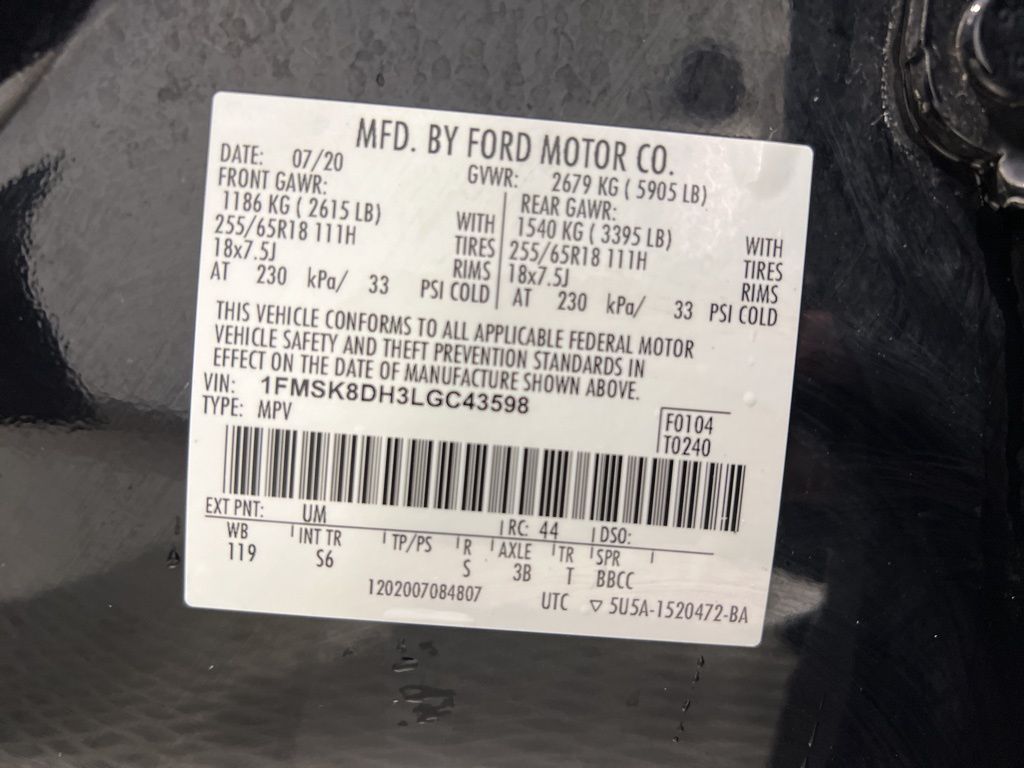 MFD. BY FORD MOTOR CO.
DATE: 07/20 GVWR: 2679 KG ( 5905 LB)
FRONT GAWR: REAR GAWR:
1186 KG ( 2615 LB) WITH 1540 KG ( 3395 LB) WITH
255/65R18 111H TIRES 255/65R18 111H TIRES
18x7.5J RIMS 18x7.5J RIMS
AT 230 kPa/ 33 PSI COLD AT 230 kPa/ 33 PSI COLD
THIS VEHICLE CONFORMS TO ALL APPLICABLE FEDERAL MOTOR
VEHICLE SAFETY AND THEFT PREVENTION STANDARDS IN
EFFECT ON THE DATE OF MANUFACTURE SHOWN ABOVE.
VIN: 1FMSK8DH3LGC43598
TYPE: MPV F0104
T0240
EXT PNT: UM RC: 44 DSO:
WB INT TR TP/PS R AXLE TR SPR
119 S6 S 3B T BBCC
1202007084807
UTC ▽ 5U5A-1520472-BA